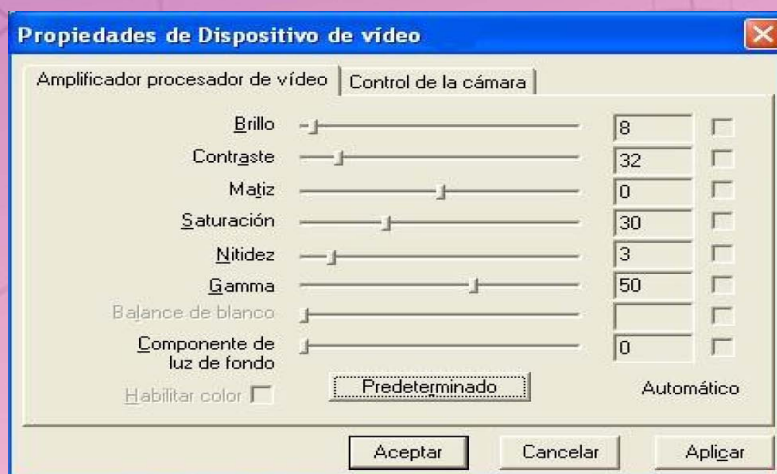 Propiedades de Dispositivo de vídeo
Amplificador procesador de vídeo Control de la cámara
Brillo 8
Contraste 32
Matiz 0
Saturación 30
Nitidez 3
Gamma 50
Balance de blanco
Componente de
luz de fondo 0
Habilitar color Predeterminado Automático
Aceptar Cancelar Aplicar